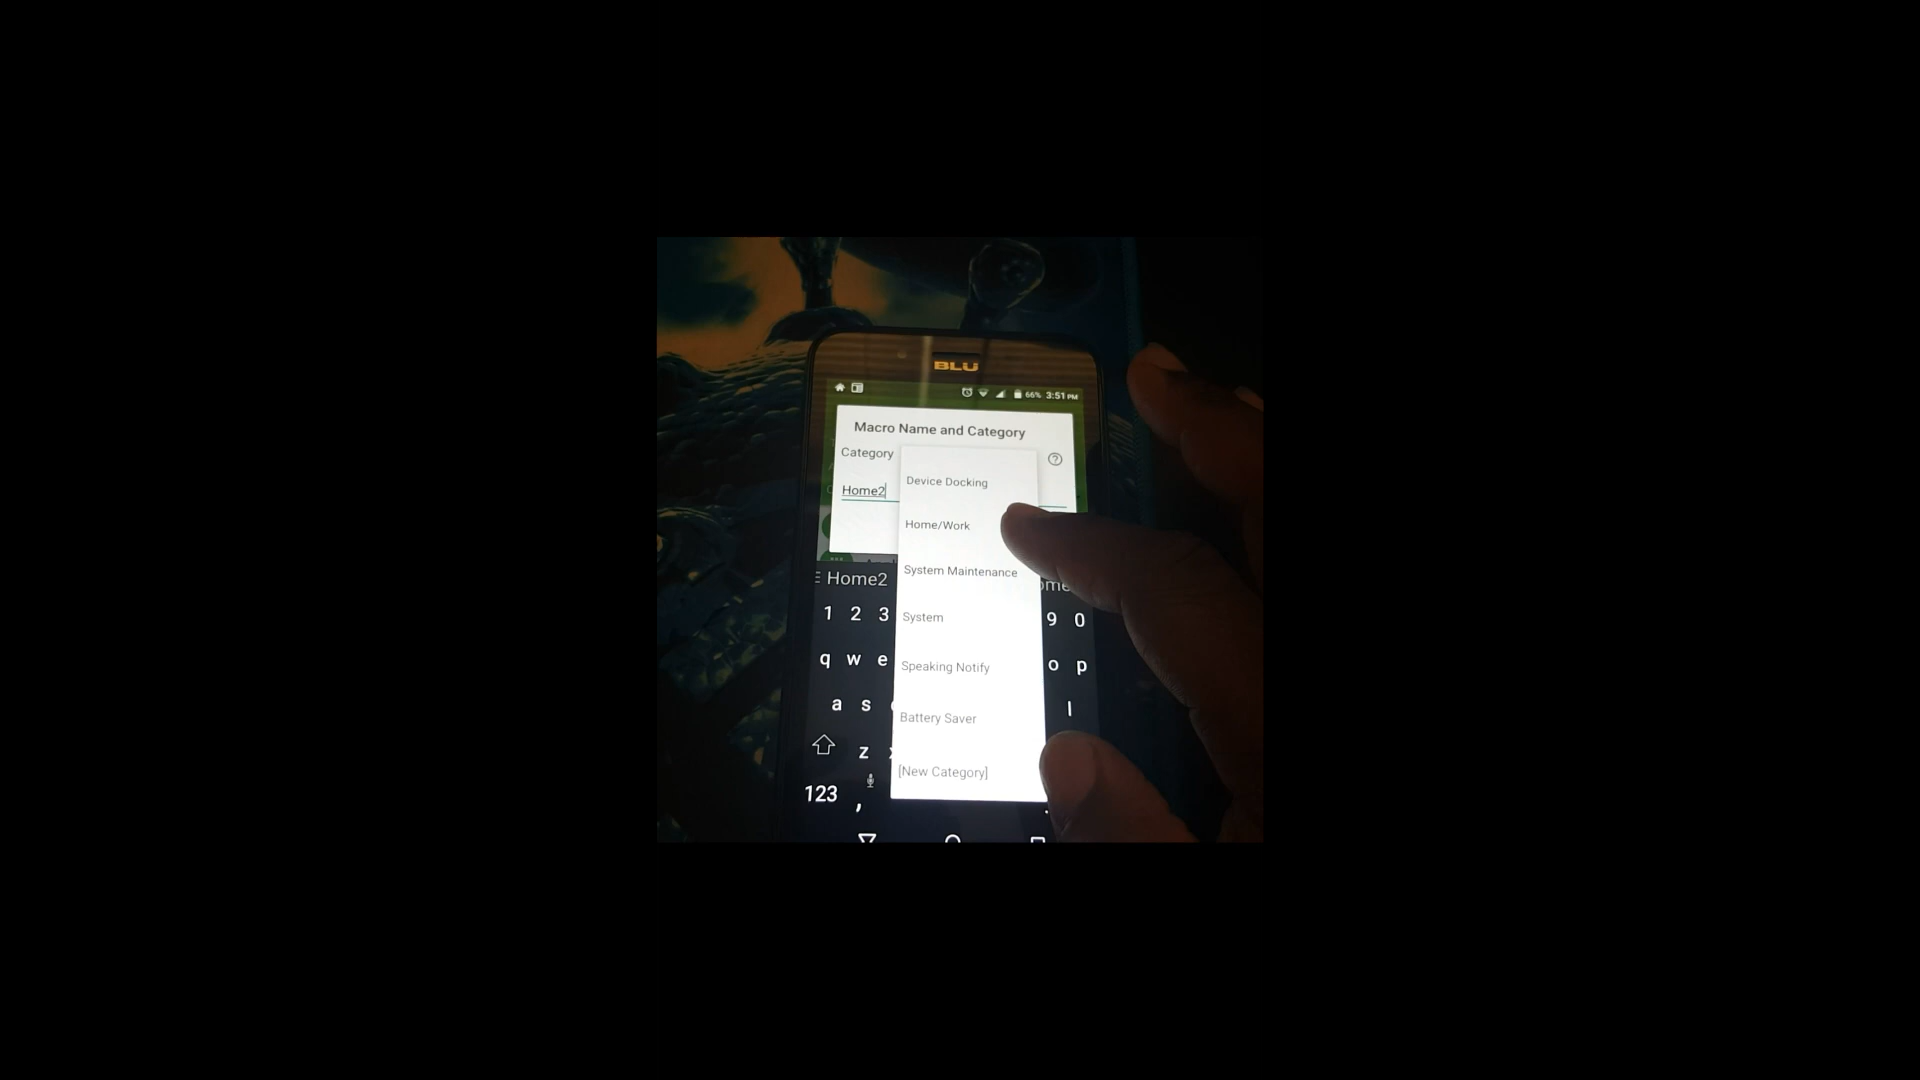 BLU
66% 3:51 PM
Macro Name and Category
Category
Home2
Device Docking
Home/Work
System Maintenance
System
Speaking Notify
Battery Saver
[New Category]
Home2
1 2 3 9 0
q w e o p
a s l
z
123 ,